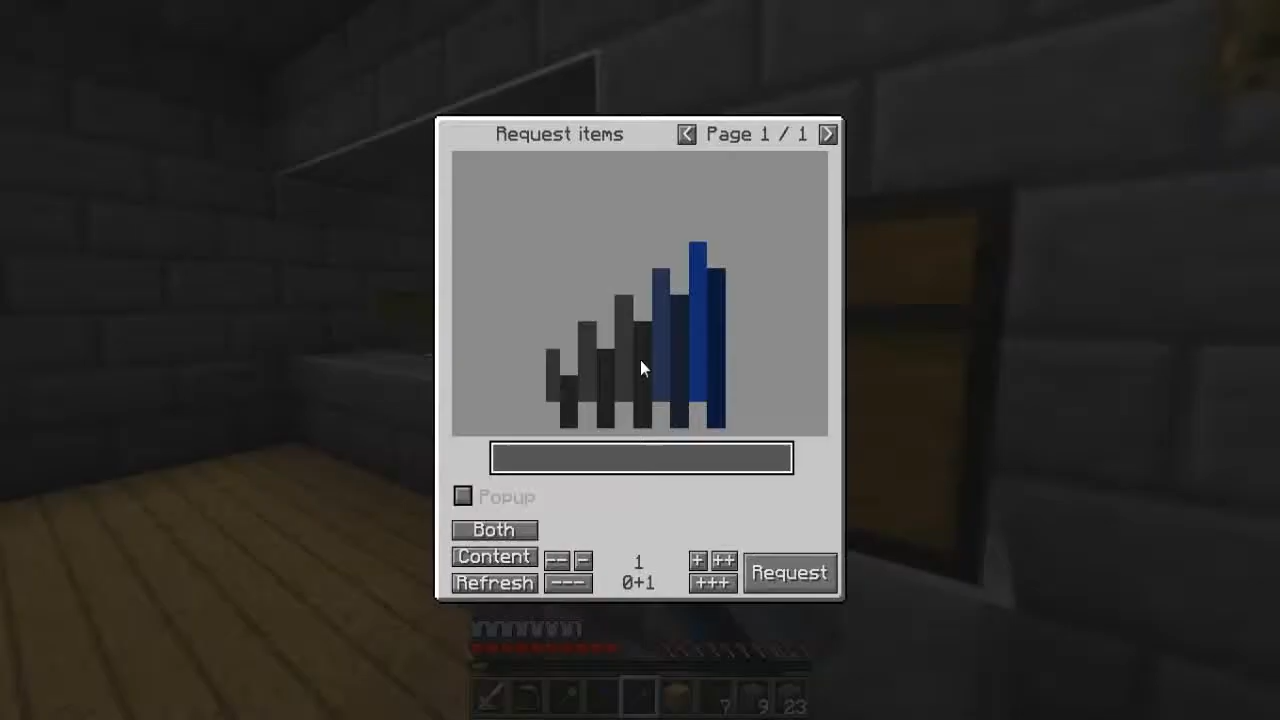 Request items < Page 1 / 1 >
Popup
Both
Content -- - 1 + ++
Refresh --- 0+1 +++ Request
7 9 23